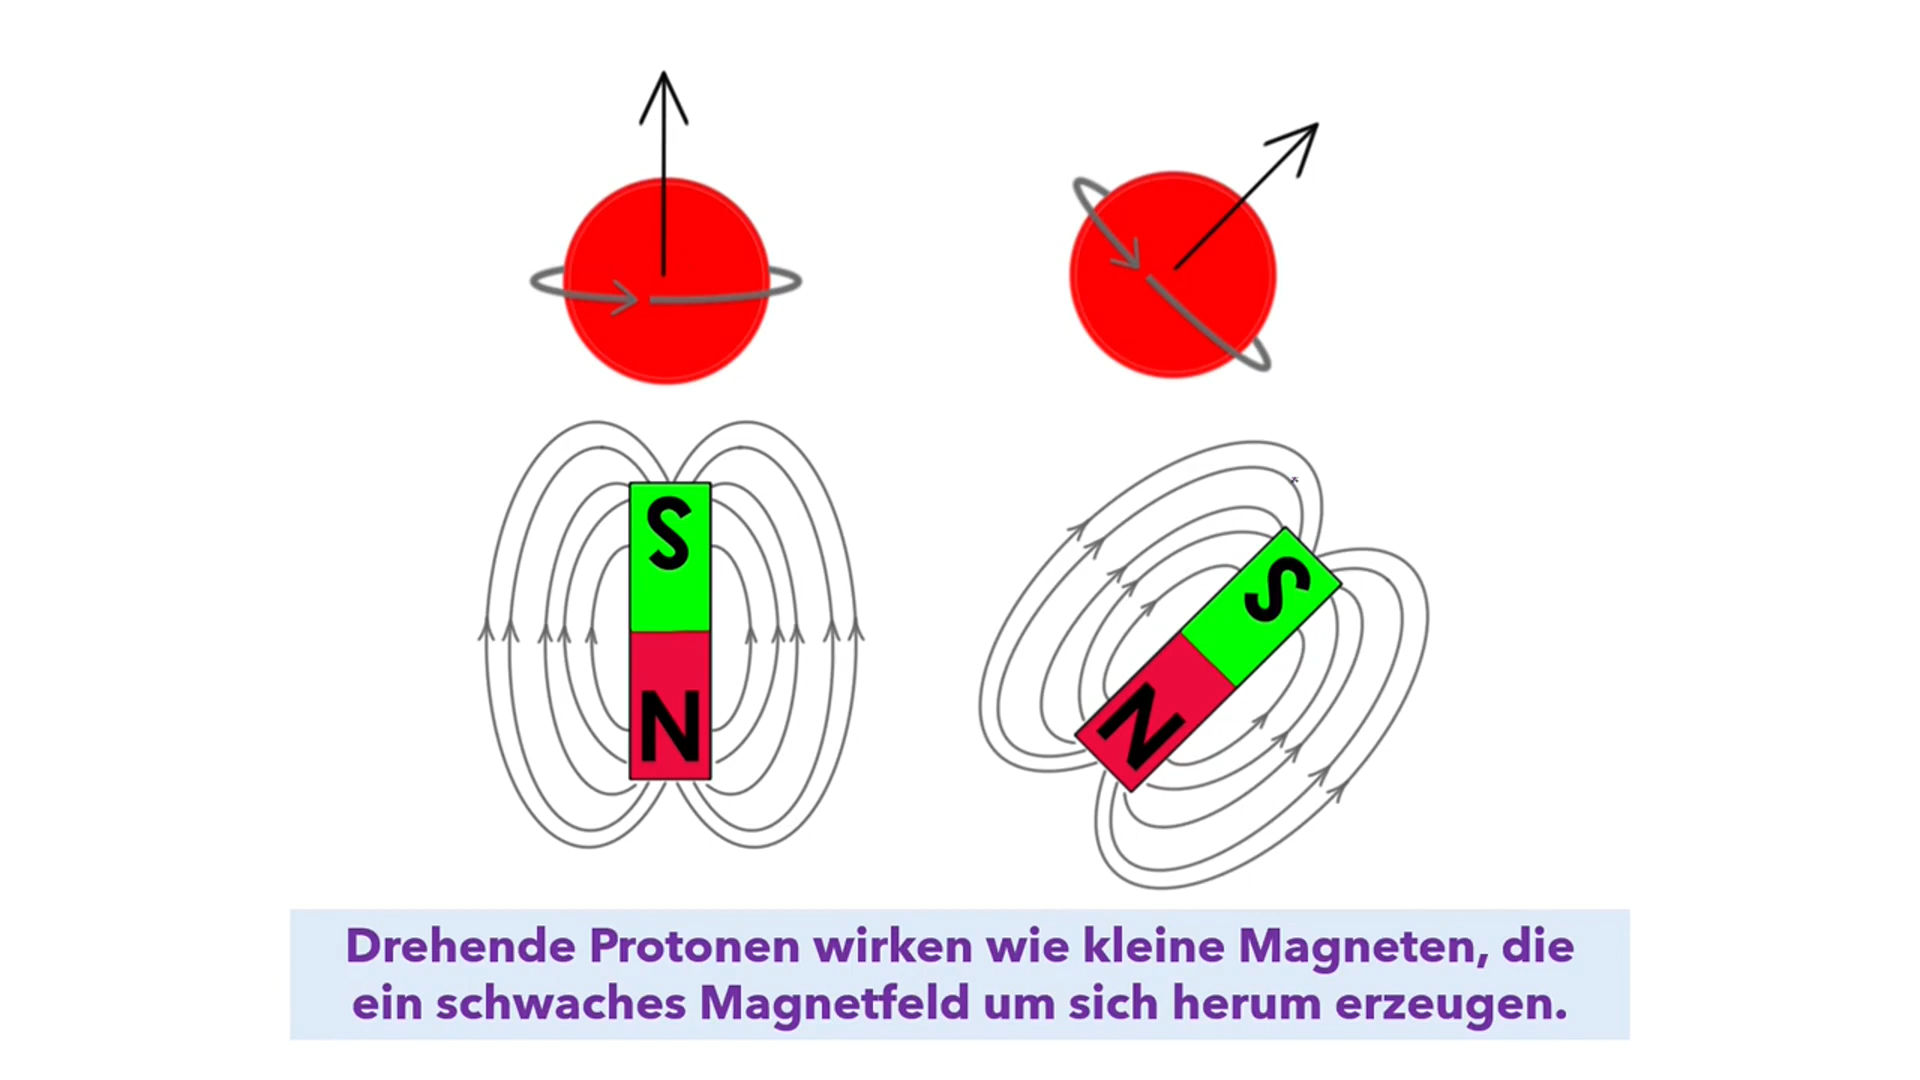 S
S
N
N
Drehende Protonen wirken wie kleine Magneten, die
ein schwaches Magnetfeld um sich herum erzeugen.